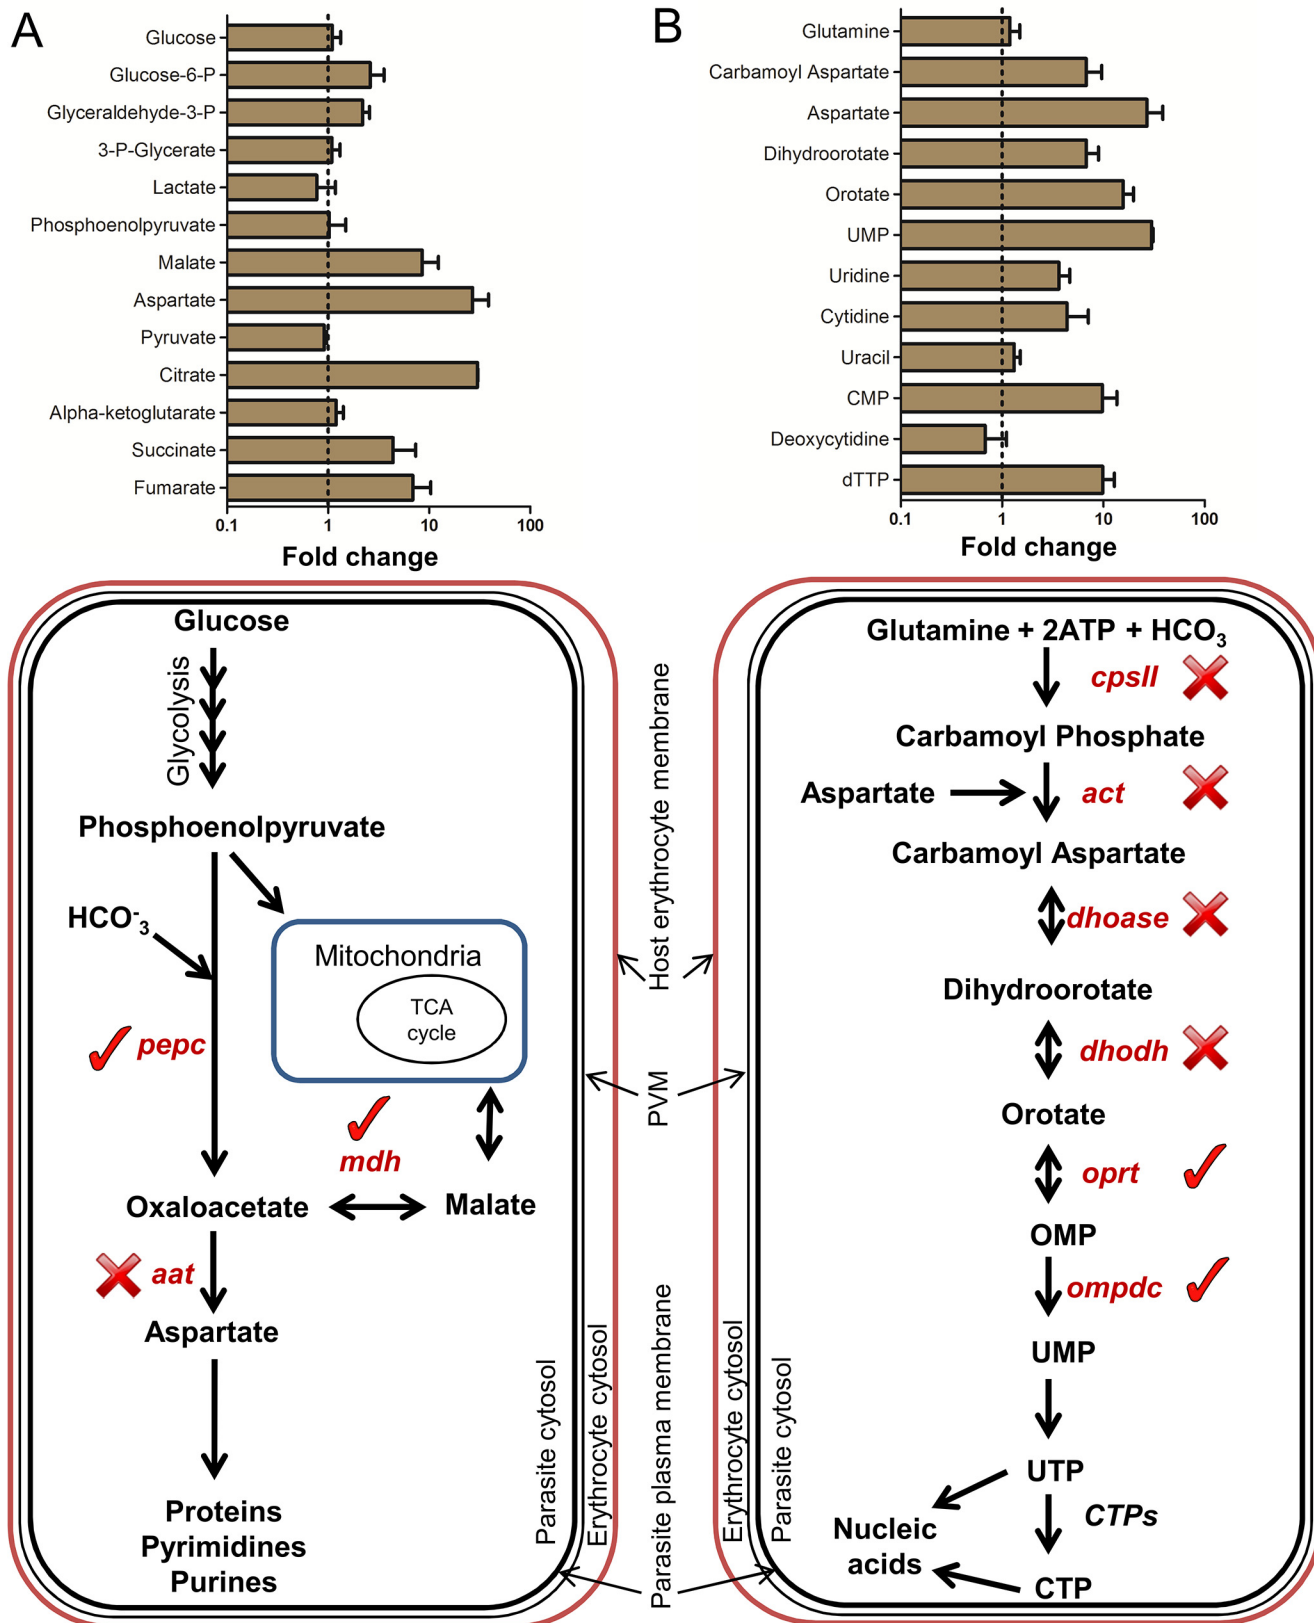 A
Glucose
Glucose-6-P
Glyceraldehyde-3-P
3-P-Glycerate
Lactate
Phosphoenolpyruvate
Malate
Aspartate
Pyruvate
Citrate
Alpha-ketoglutarate
Succinate
Fumarate
0.1 1 10 100
Fold change
B
Glutamine
Carbamoyl Aspartate
Aspartate
Dihydroorotate
Orotate
UMP
Uridine
Cytidine
Uracil
CMP
Deoxycytidine
dTTP
0.1 1 10 100
Fold change
Glucose
Glycolysis
Phosphoenolpyruvate
HCO⁻₃
Mitochondria
TCA
cycle
pepc
mdh
Oxaloacetate
Malate
aat
Aspartate
Proteins
Pyrimidines
Purines
Parasite cytosol
Erythrocyte cytosol
Host erythrocyte membrane
PVM
Parasite plasma membrane
Erythrocyte cytosol
Parasite cytosol
Glutamine + 2ATP + HCO₃
cpsII
Carbamoyl Phosphate
Aspartate
act
Carbamoyl Aspartate
dhoase
Dihydroorotate
dhodh
Orotate
oprt
OMP
ompdc
UMP
UTP
CTPs
Nucleic
acids
CTP